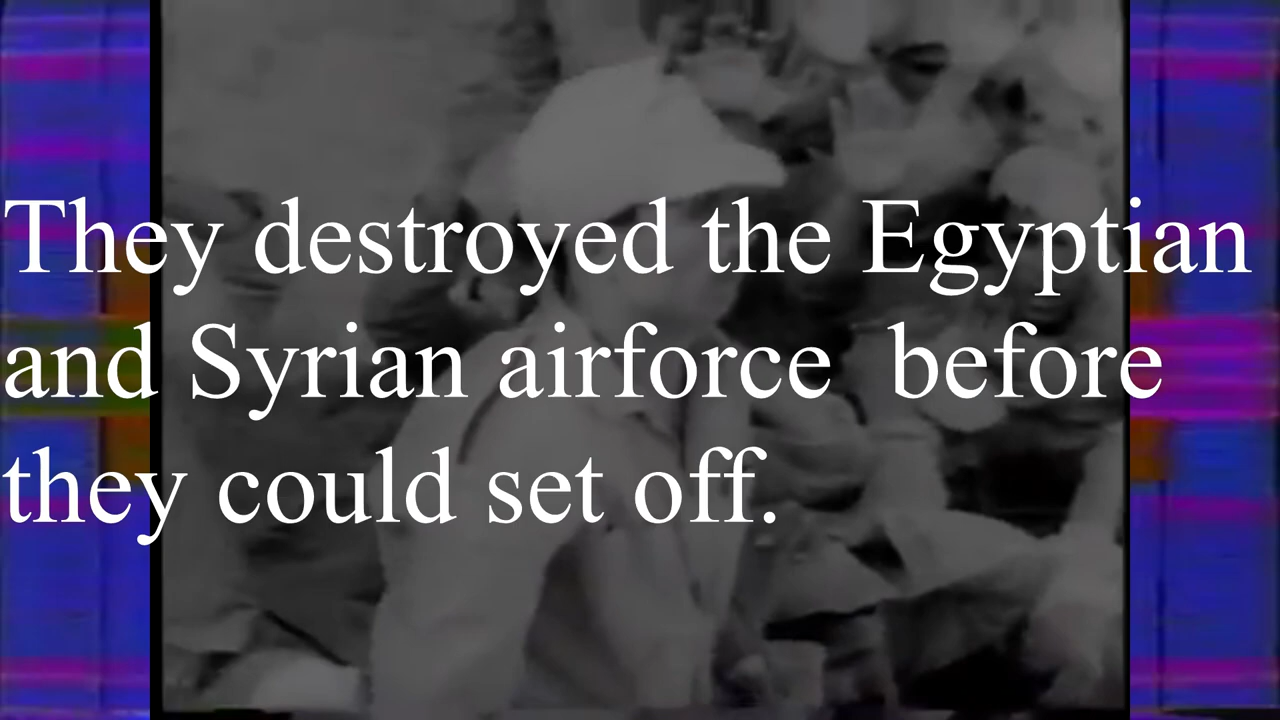 They destroyed the Egyptian
and Syrian airforce  before
they could set off.